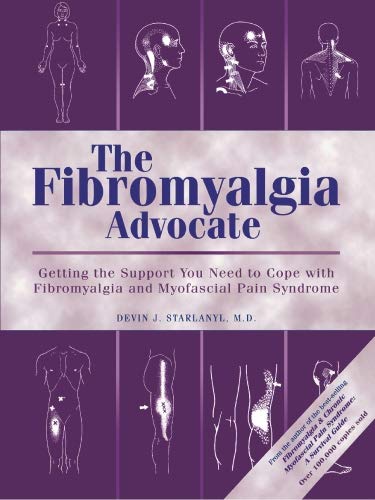 The
Fibromyalgia
Advocate
Getting the Support You Need to Cope with
Fibromyalgia and Myofascial Pain Syndrome
DEVIN J. STARLANYL, M.D.
From the author of the best-selling
Fibromyalgia & Chronic
Myofascial Pain Syndrome:
A Survival Guide
Over 100,000 copies sold